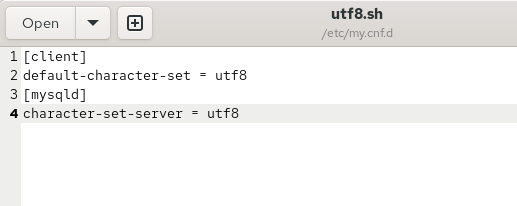 Open
utf8.sh
/etc/my.cnf.d
1 [client]
2 default-character-set = utf8
3 [mysqld]
4 character-set-server = utf8